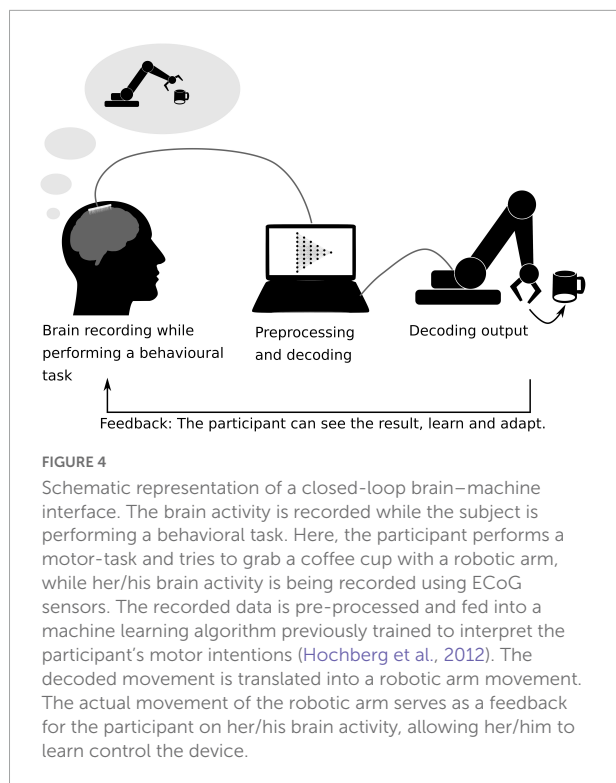 Brain recording while
performing a behavioural
task
Preprocessing
and decoding
Decoding output
Feedback: The participant can see the result, learn and adapt.
FIGURE 4
Schematic representation of a closed-loop brain–machine
interface. The brain activity is recorded while the subject is
performing a behavioral task. Here, the participant performs a
motor-task and tries to grab a coffee cup with a robotic arm,
while her/his brain activity is being recorded using ECoG
sensors. The recorded data is pre-processed and fed into a
machine learning algorithm previously trained to interpret the
participant’s motor intentions (Hochberg et al., 2012). The
decoded movement is translated into a robotic arm movement.
The actual movement of the robotic arm serves as a feedback
for the participant on her/his brain activity, allowing her/him to
learn control the device.